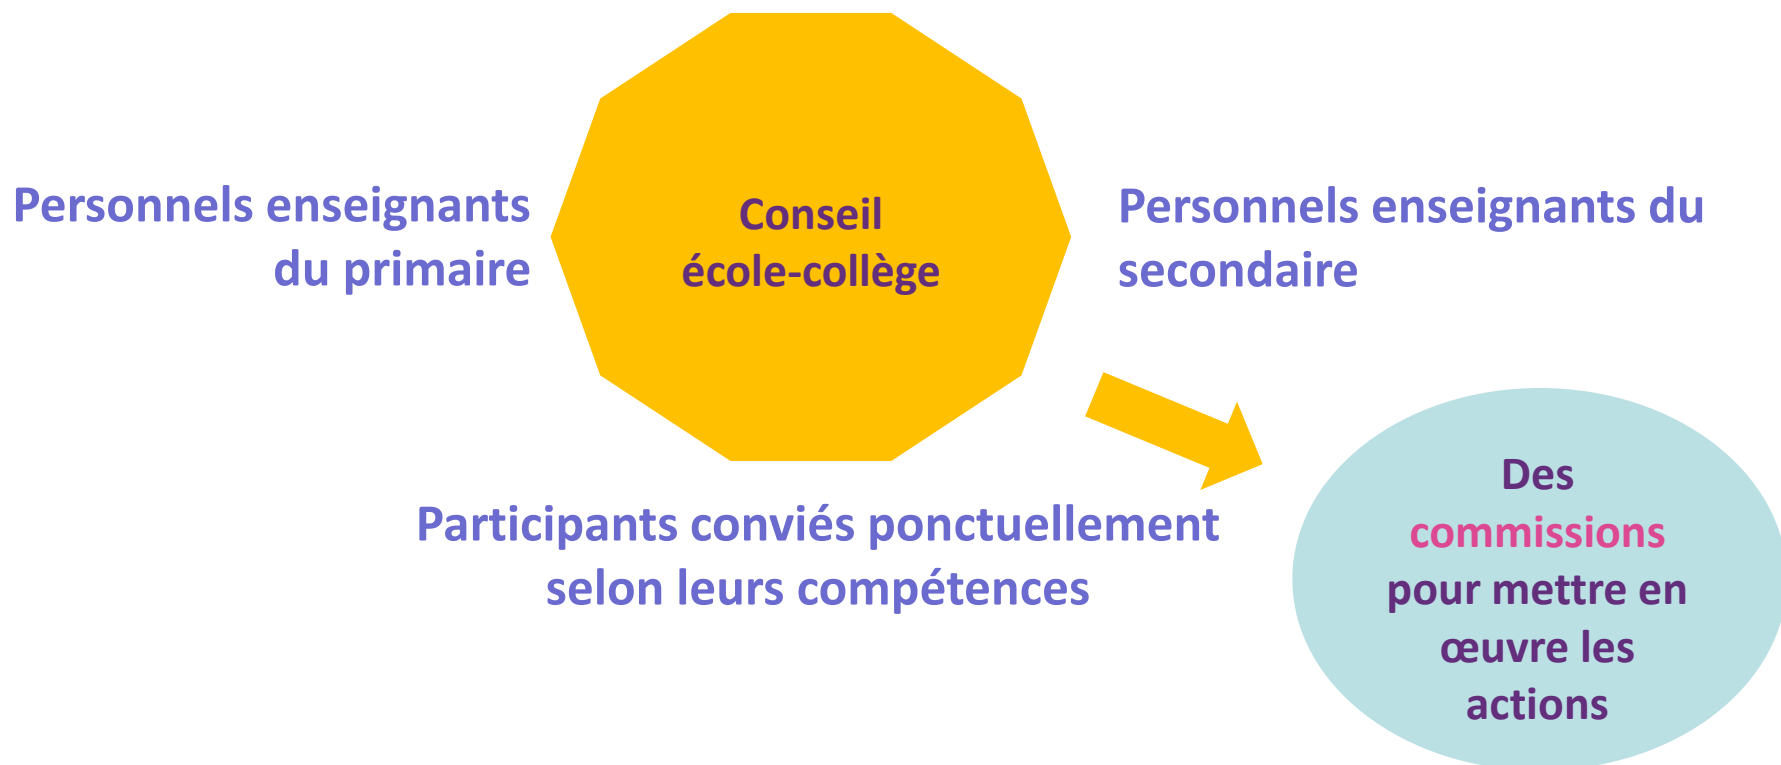 Personnels enseignants
du primaire
Conseil
école-collège
Personnels enseignants du
secondaire
Participants conviés ponctuellement
selon leurs compétences
Des
commissions
pour mettre en
œuvre les
actions